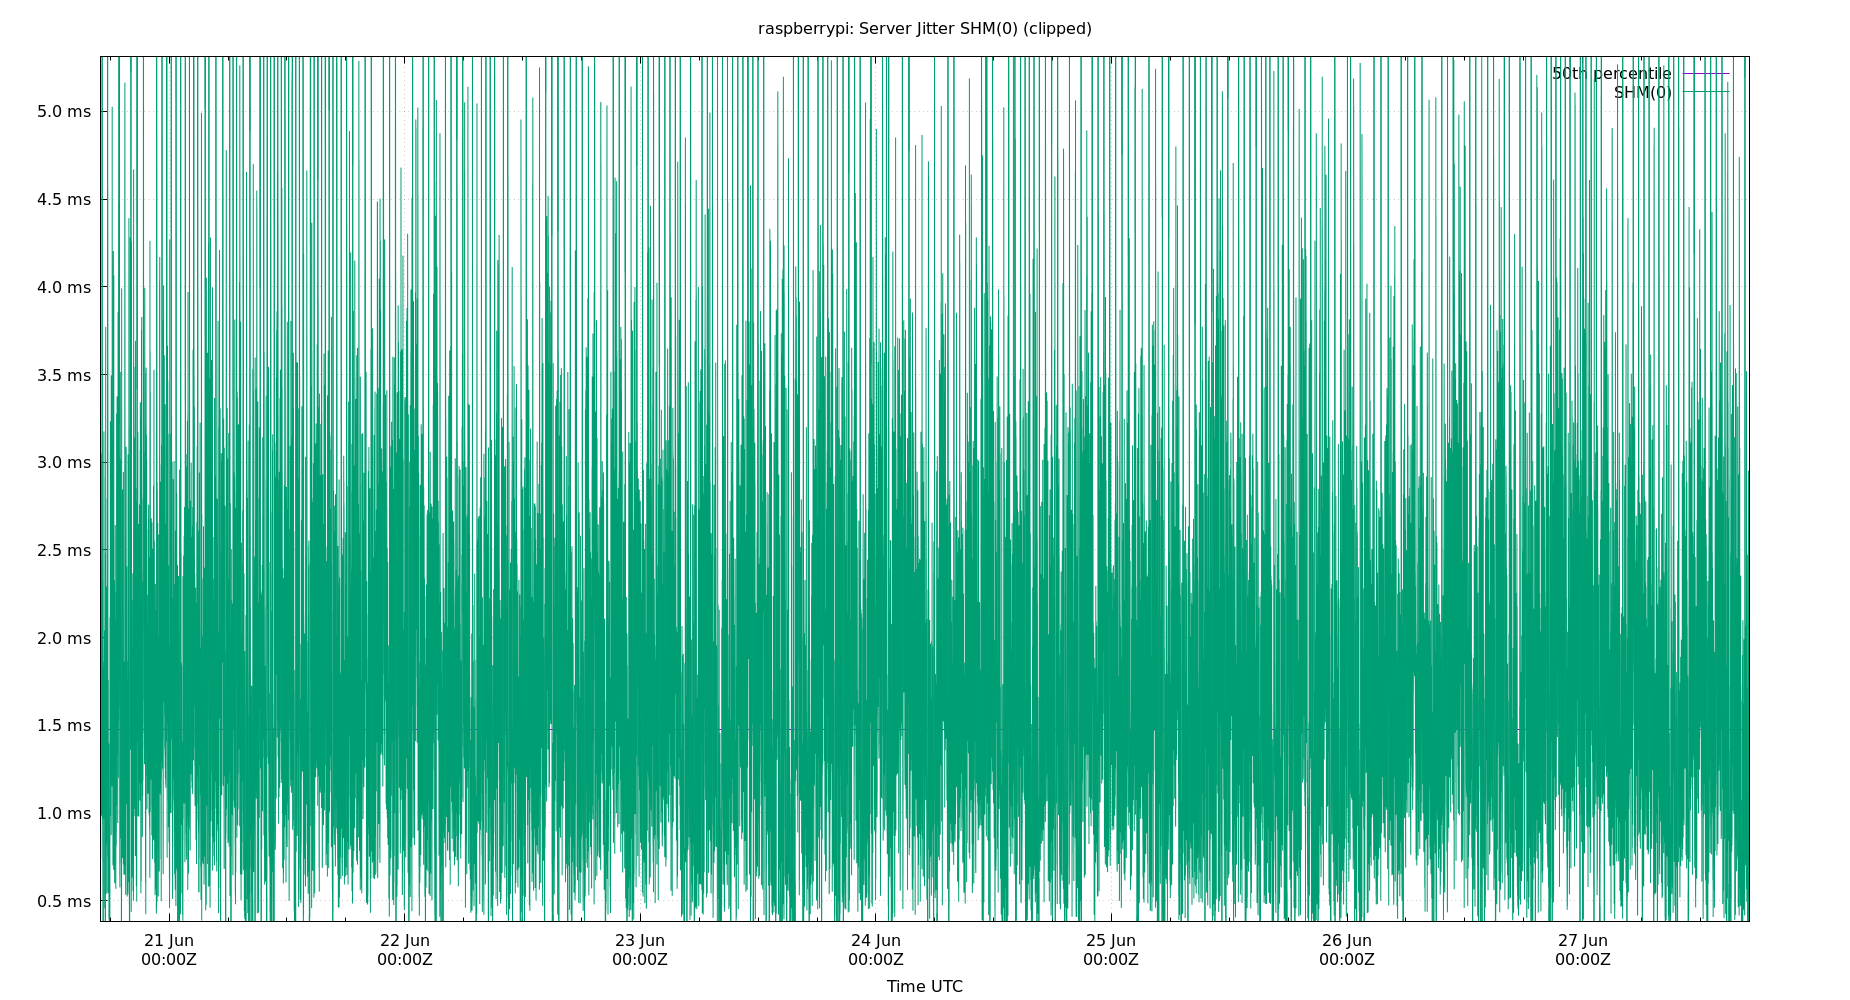 raspberrypi: Server Jitter SHM(0) (clipped)
50th percentile
SHM(0)
5.0 ms
4.5 ms
4.0 ms
3.5 ms
3.0 ms
2.5 ms
2.0 ms
1.5 ms
1.0 ms
0.5 ms
21 Jun 22 Jun 23 Jun 24 Jun 25 Jun 26 Jun 27 Jun
00:00Z 00:00Z 00:00Z 00:00Z 00:00Z 00:00Z 00:00Z
Time UTC